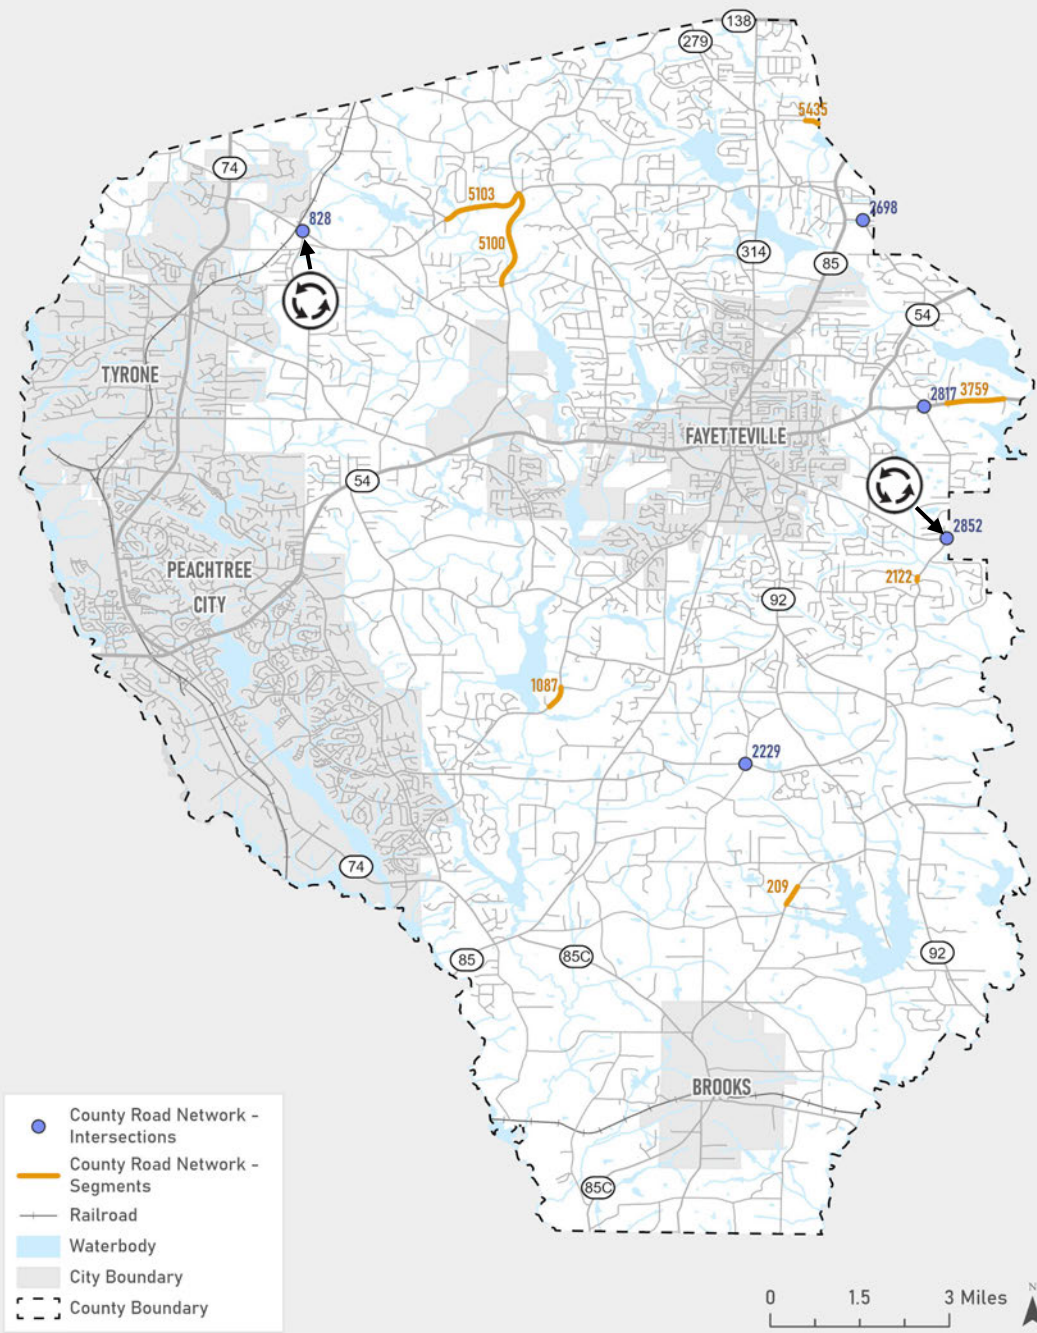 138
279
5435
74
5103
2698
828
5100
314
85
54
TYRONE
2817
3759
FAYETTEVILLE
54
2852
PEACHTREE
CITY
2122
92
1087
2229
74
209
85
85C
92
BROOKS
85C
County Road Network -
Intersections
County Road Network -
Segments
Railroad
Waterbody
City Boundary
County Boundary
0 1.5 3 Miles
N